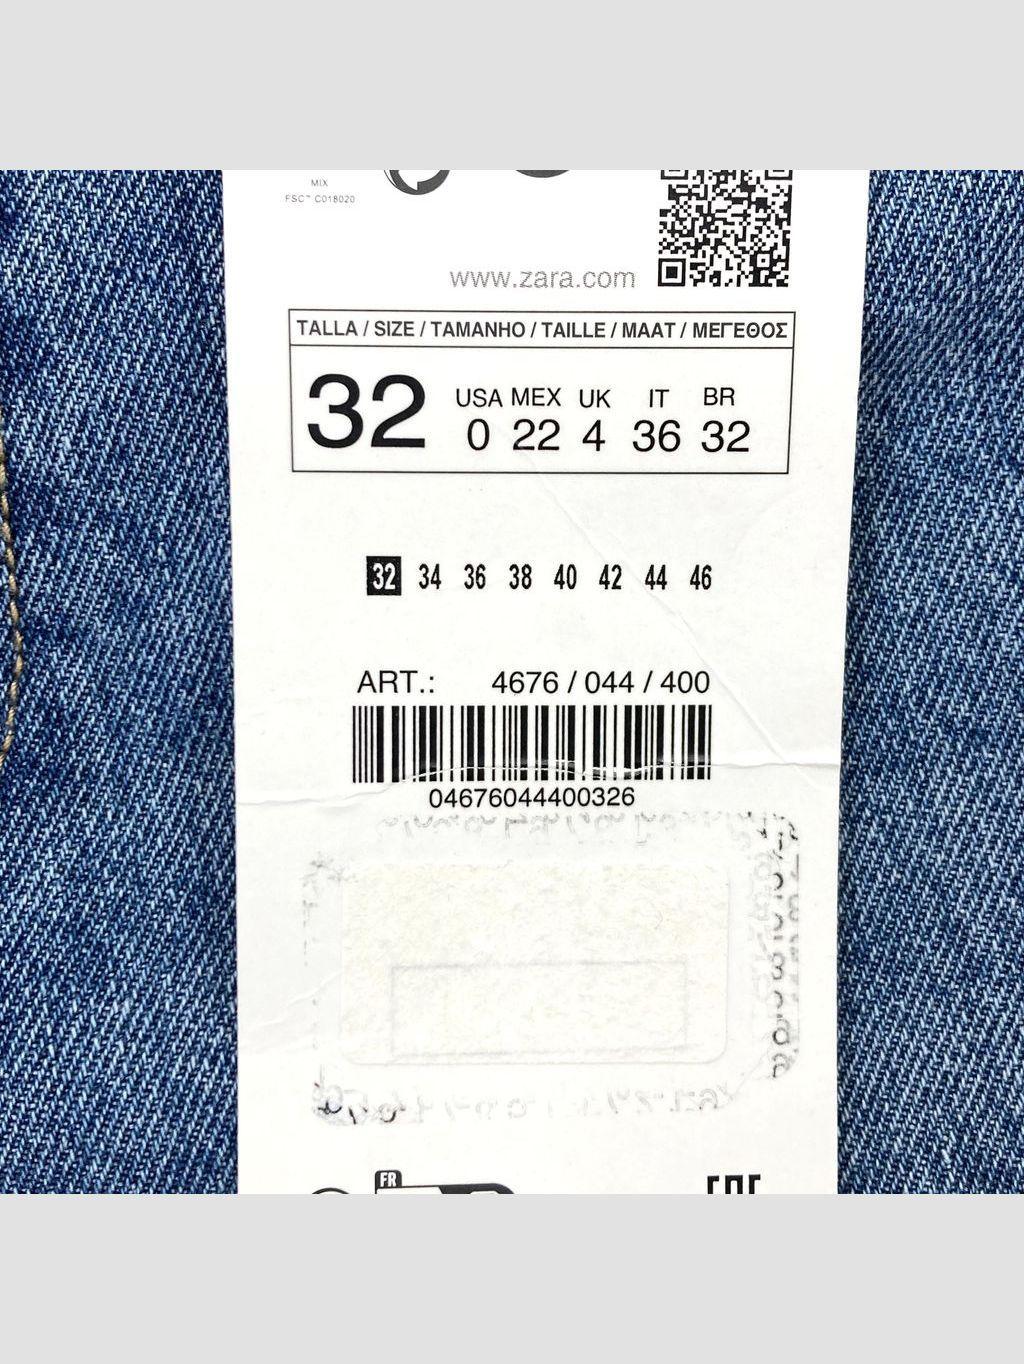 MIX
FSC™ C018020
www.zara.com
TALLA / SIZE / TAMANHO / TAILLE / MAAT / ΜΕΓΕΘΟΣ
32
USA MEX UK IT BR
0 22 4 36 32
32 34 36 38 40 42 44 46
ART.: 4676 / 044 / 400
04676044400326
FR